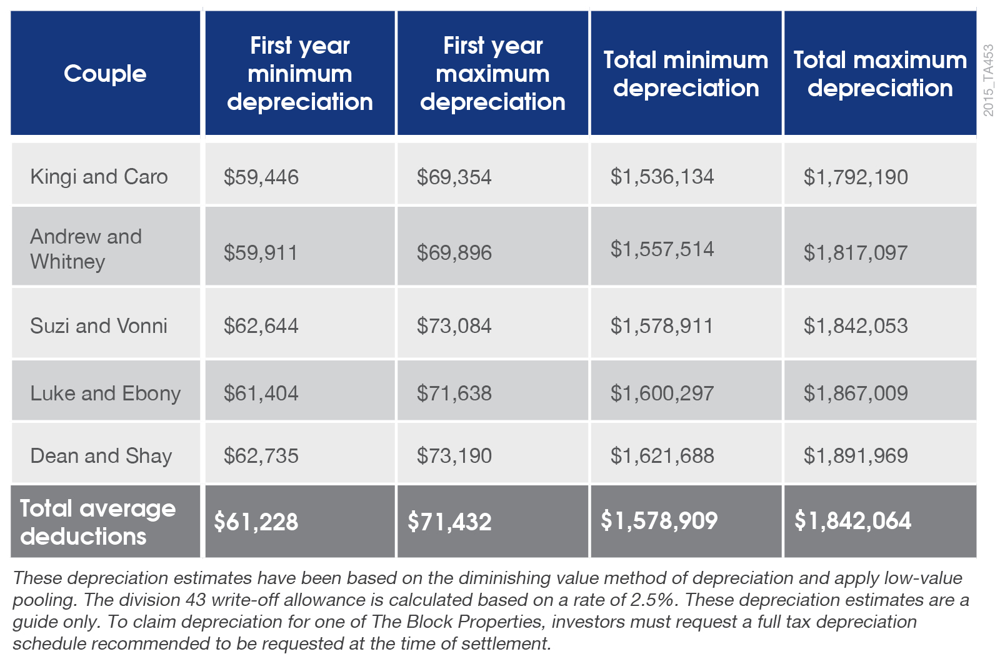 Couple
First year
minimum
depreciation
First year
maximum
depreciation
Total minimum
depreciation
Total maximum
depreciation
2015_TA453
Kingi and Caro $59,446 $69,354 $1,536,134 $1,792,190
Andrew and
Whitney
$59,911 $69,896 $1,557,514 $1,817,097
Suzi and Vonni $62,644 $73,084 $1,578,911 $1,842,053
Luke and Ebony $61,404 $71,638 $1,600,297 $1,867,009
Dean and Shay $62,735 $73,190 $1,621,688 $1,891,969
Total average
deductions
$61,228 $71,432 $1,578,909 $1,842,064
These depreciation estimates have been based on the diminishing value method of depreciation and apply low-value
pooling. The division 43 write-off allowance is calculated based on a rate of 2.5%. These depreciation estimates are a
guide only. To claim depreciation for one of The Block Properties, investors must request a full tax depreciation
schedule recommended to be requested at the time of settlement.